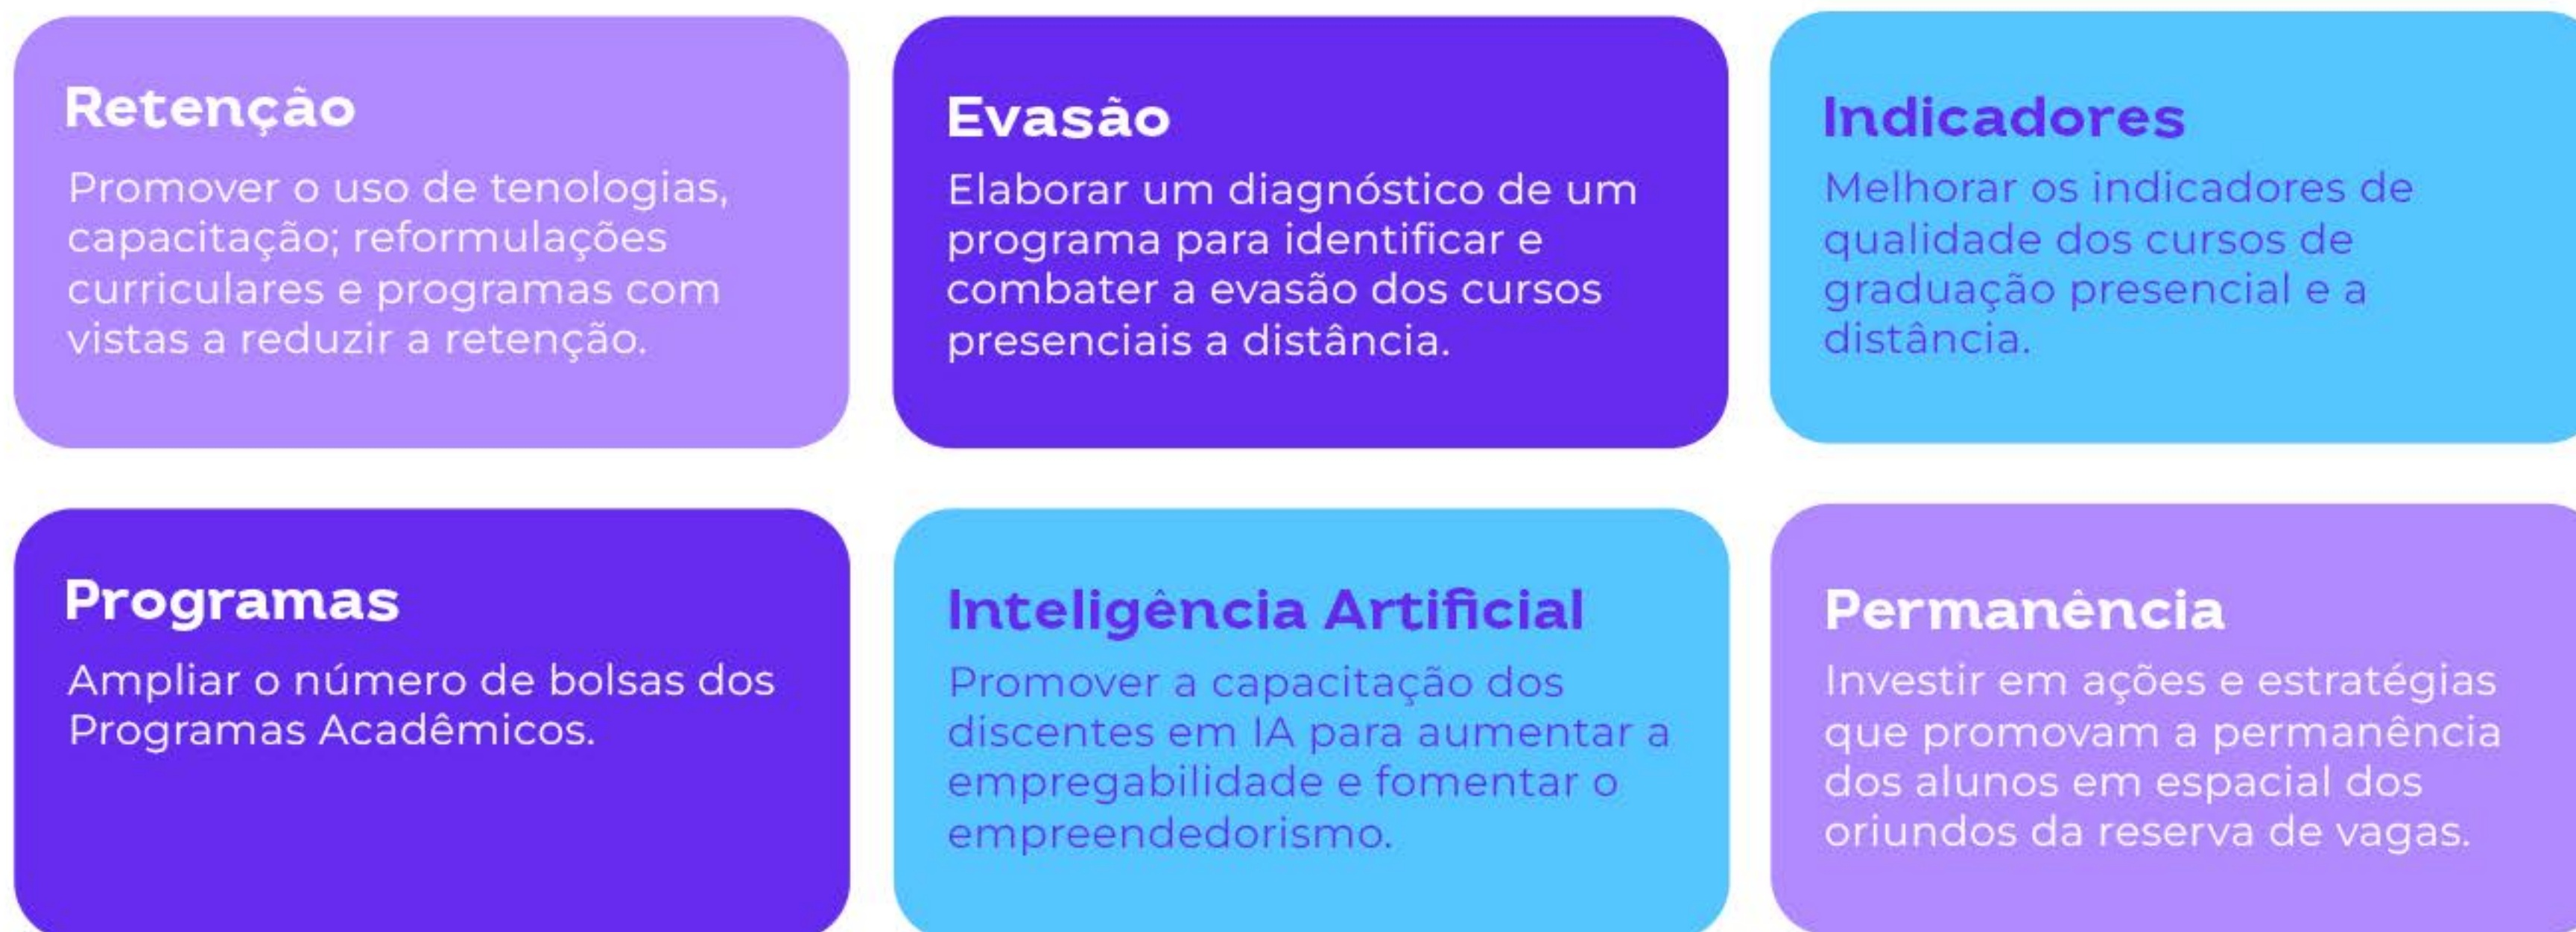 Retenção
Promover o uso de tenologias,
capacitação; reformulações
curriculares e programas com
vistas a reduzir a retenção.
Evasão
Elaborar um diagnóstico de um
programa para identificar e
combater a evasão dos cursos
presenciais a distância.
Indicadores
Melhorar os indicadores de
qualidade dos cursos de
graduação presencial e a
distância.
Programas
Ampliar o número de bolsas dos
Programas Acadêmicos.
Inteligência Artificial
Promover a capacitação dos
discentes em IA para aumentar a
empregabilidade e fomentar o
empreendedorismo.
Permanência
Investir em ações e estratégias
que promovam a permanência
dos alunos em espacial dos
oriundos da reserva de vagas.